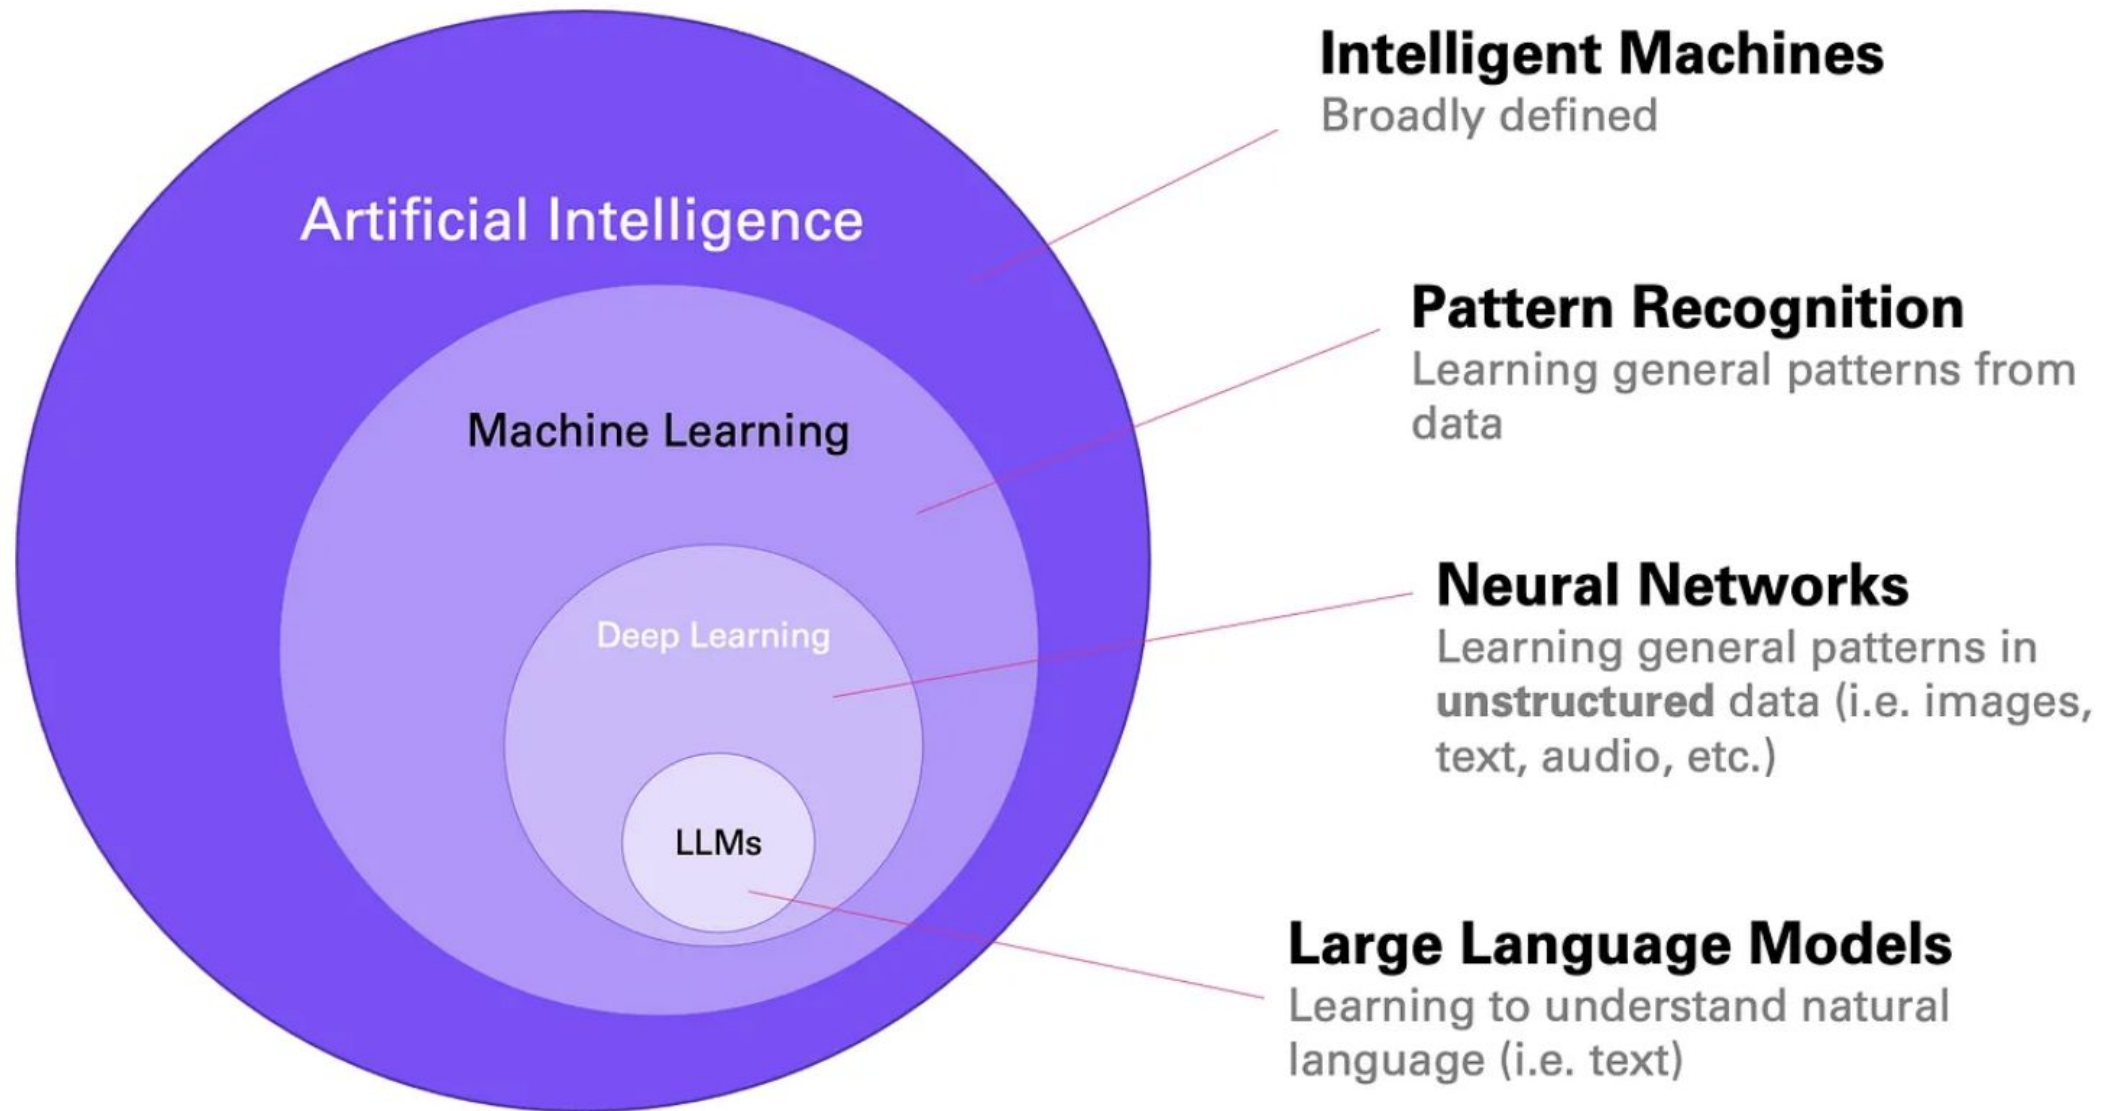 Artificial Intelligence
Machine Learning
Deep Learning
LLMs
Intelligent Machines
Broadly defined
Pattern Recognition
Learning general patterns from
data
Neural Networks
Learning general patterns in
unstructured data (i.e. images,
text, audio, etc.)
Large Language Models
Learning to understand natural
language (i.e. text)